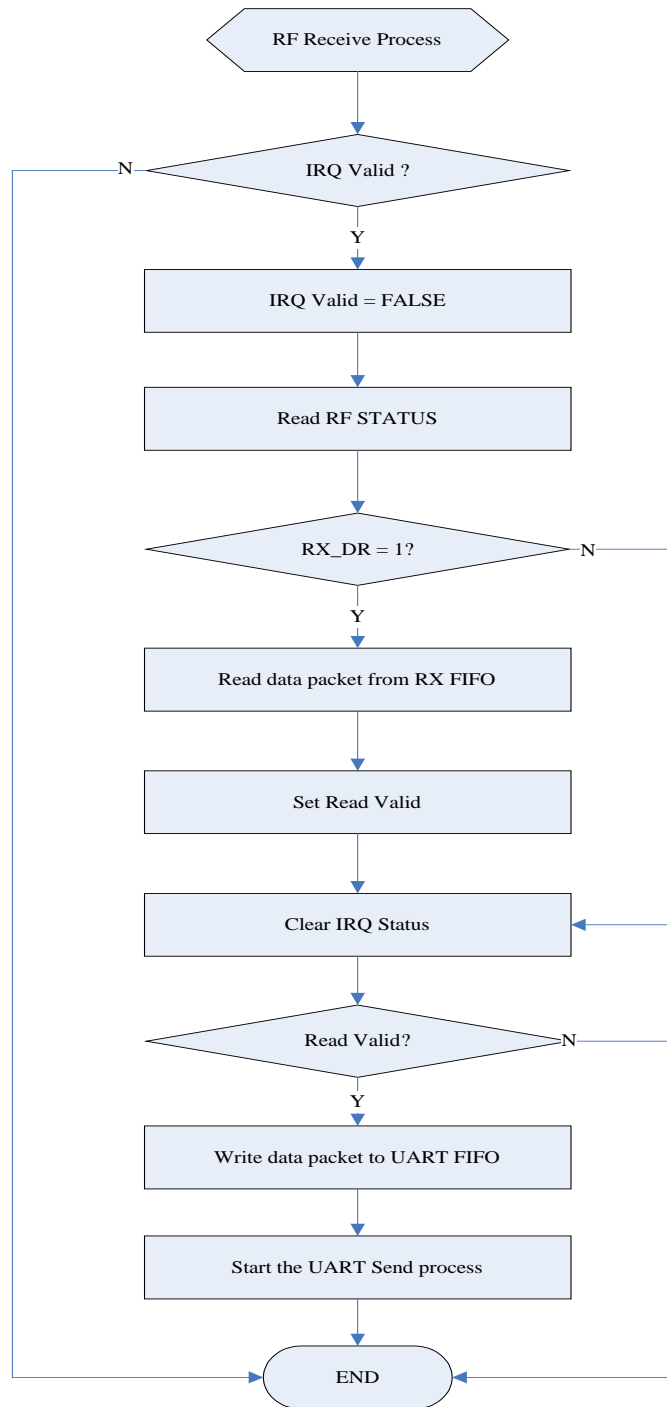 RF Receive Process
IRQ Valid ?
N
Y
IRQ Valid = FALSE
Read RF STATUS
RX_DR = 1?
N
Y
Read data packet from RX FIFO
Set Read Valid
Clear IRQ Status
Read Valid?
N
Y
Write data packet to UART FIFO
Start the UART Send process
END